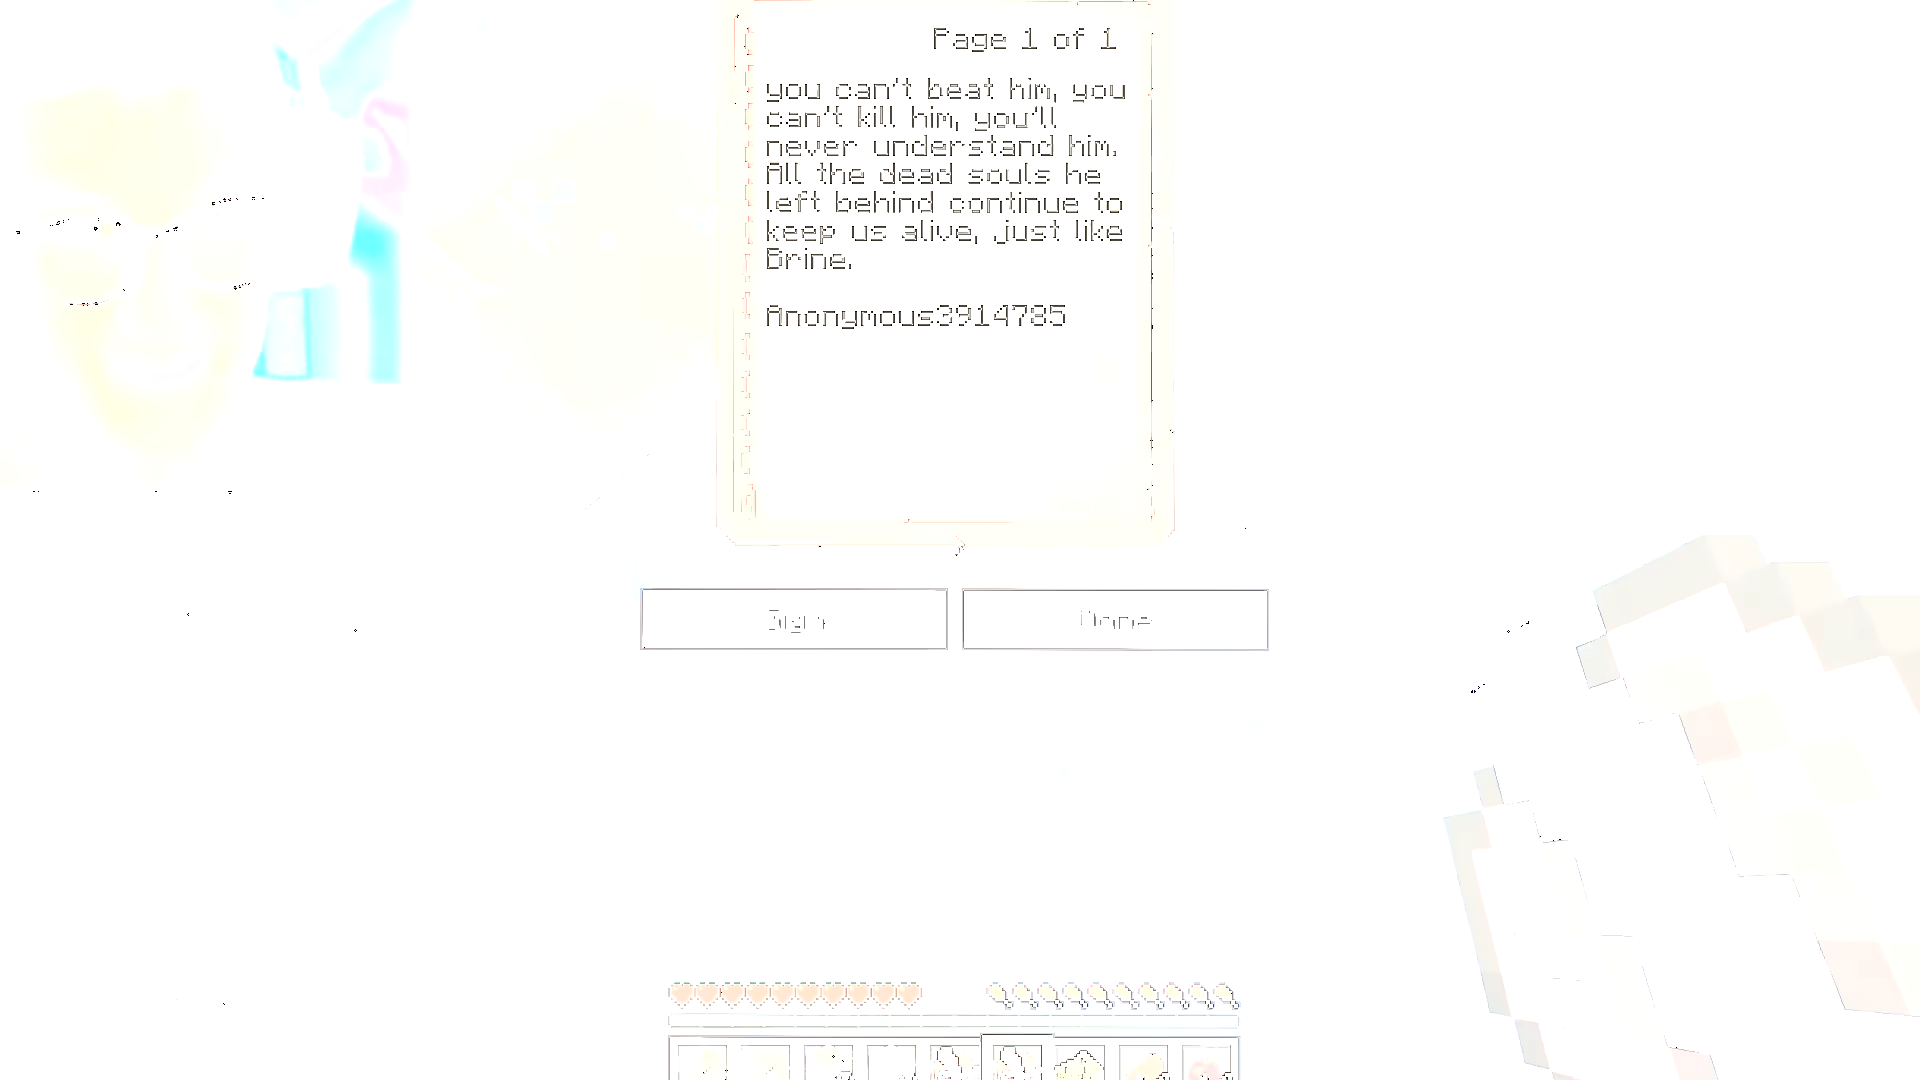 Page 1 of 1
you can't beat him, you
can't kill him, you'll
never understand him.
All the dead souls he
left behind continue to
keep us alive, just like
Brine.
Anonymous3914785
Sign
Done